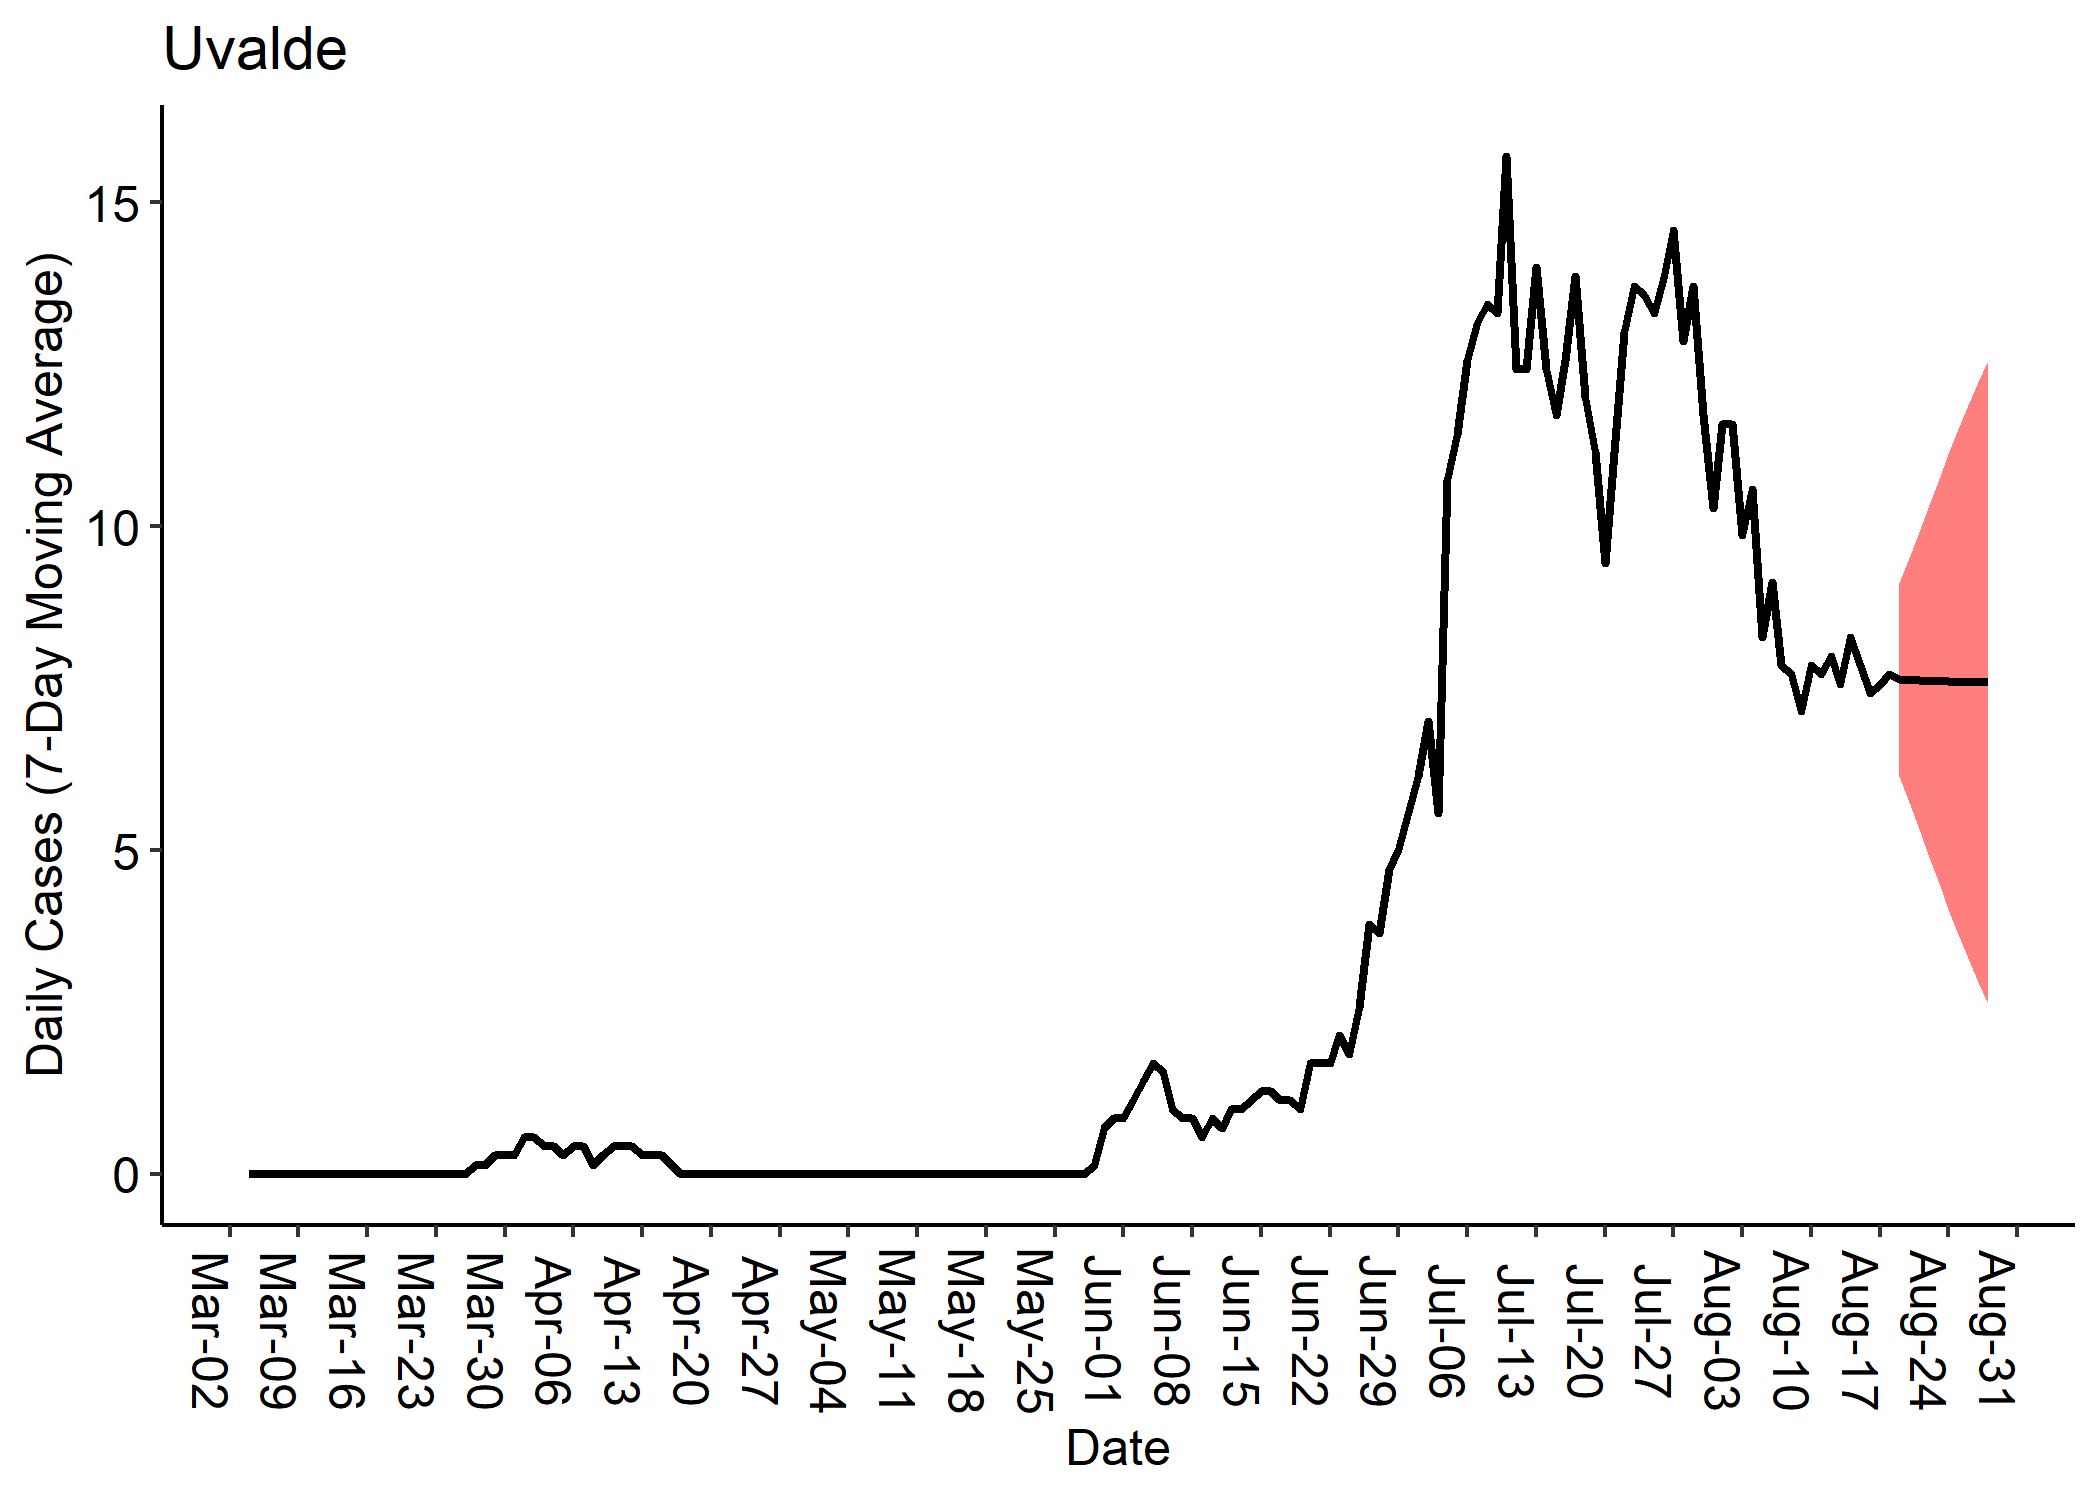 Uvalde
Daily Cases (7-Day Moving Average)
15
10
5
0
Mar-02
Mar-09
Mar-16
Mar-23
Mar-30
Apr-06
Apr-13
Apr-20
Apr-27
May-04
May-11
May-18
May-25
Jun-01
Jun-08
Jun-15
Jun-22
Jun-29
Jul-06
Jul-13
Jul-20
Jul-27
Aug-03
Aug-10
Aug-17
Aug-24
Aug-31
Date